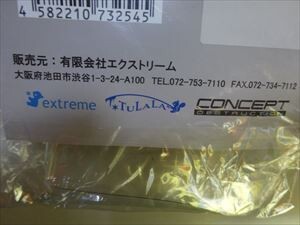 4 582210 732545
販売元：有限会社エクストリーム
大阪府池田市渋谷1-3-24-A100 TEL.072-753-7110 FAX.072-734-7112
extreme TULALA CONCEPT
DESTRUCTION